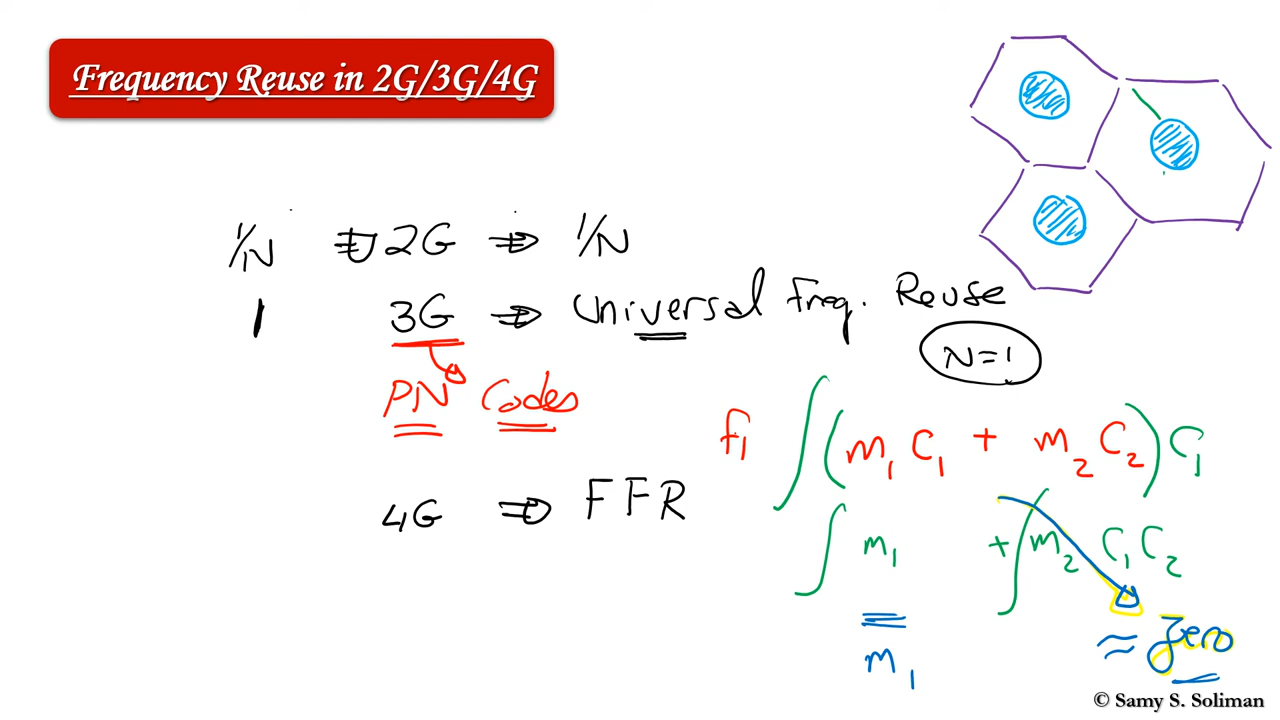 Frequency Reuse in 2G/3G/4G
1/N ⇐ 2G ⇒ 1/N
1 3G ⇒ Universal Freq. Reuse
N=1
PN Codes
f1 ∫(m1 C1 + m2 C2) C1
4G ⇒ FFR
∫ m1 + ∫ m2 C1 C2
≈ zero
m1
© Samy S. Soliman